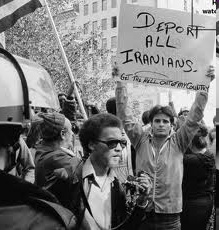 DEPORT
ALL
IRANIANS.
GET THE HELL OUT OF MY COUNTRY